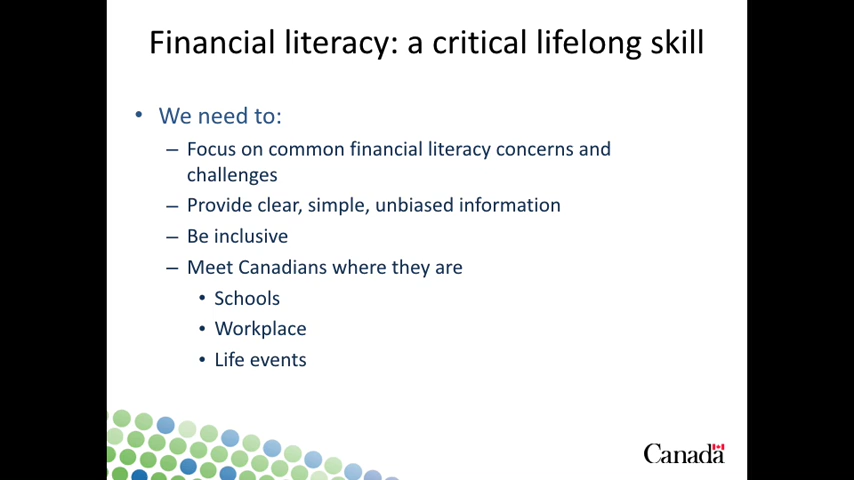 Financial literacy: a critical lifelong skill
• We need to:
– Focus on common financial literacy concerns and
challenges
– Provide clear, simple, unbiased information
– Be inclusive
– Meet Canadians where they are
• Schools
• Workplace
• Life events
Canada